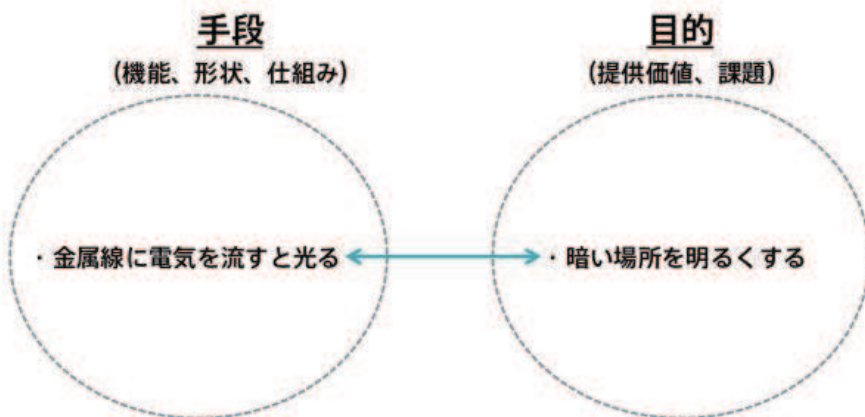 手段
(機能、形状、仕組み)
・金属線に電気を流すと光る
目的
(提供価値、課題)
・暗い場所を明るくする